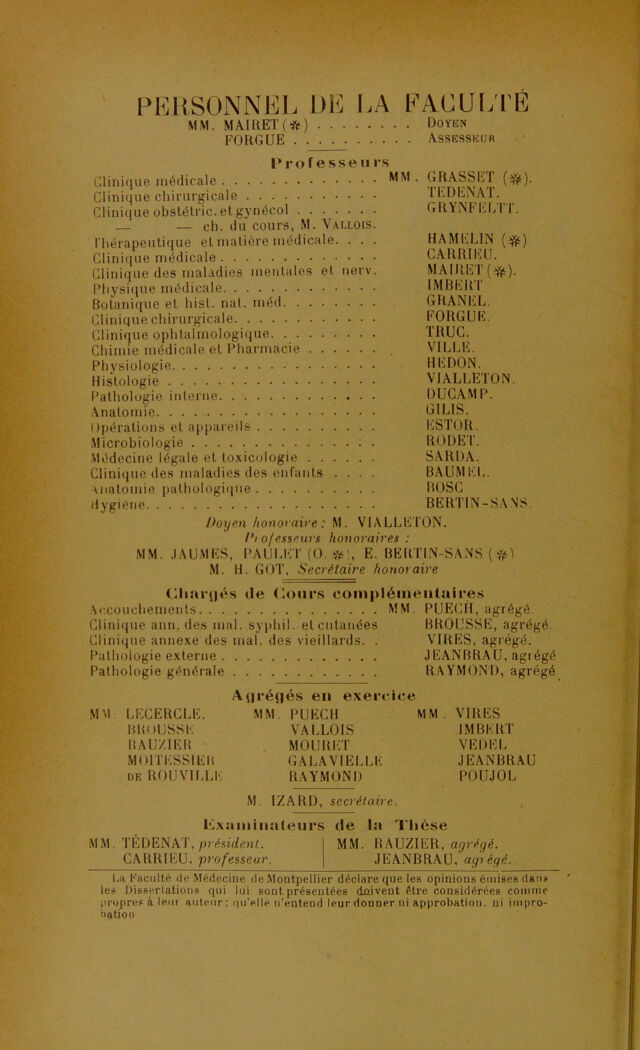 PERSONNEL DE LA FACULTÉ
MM. MAIRET (✻) . . . . . . . . DOYEN
FORGUE . . . . . . . . . . ASSESSEUR
Professeurs
Clinique médicale . . . . . . . . . . . . . MM. GRASSET (✻).
Clinique chirurgicale . . . . . . . . . . . TEDENAT.
Clinique obstétric. et gynécol . . . . . . . GRYNFELTT.
— — ch. du cours, M. VALLOIS.
Thérapeutique et matière médicale. . . . HAMELIN (✻)
Clinique médicale . . . . . . . . . . . . . CARRIEU.
Clinique des maladies mentales et nerv. MAIRET (✻).
Physique médicale. . . . . . . . . . . . . IMBERT
Botanique et hist. nat. méd. . . . . . . . GRANEL.
Clinique chirurgicale. . . . . . . . . . . . FORGUE.
Clinique ophtalmologique. . . . . . . . . TRUC.
Chimie médicale et Pharmacie . . . . . . VILLE.
Physiologie. . . . . . . . . . . . . . . . . HEDON.
Histologie . . . . . . . . . . . . . . . . . VIALLETON.
Pathologie interne. . . . . . . . . . . . . DUCAMP.
Anatomie. . . . . . . . . . . . . . . . . . GILIS.
Opérations et appareils . . . . . . . . . . ESTOR.
Microbiologie . . . . . . . . . . . . . . . RODET.
Médecine légale et toxicologie . . . . . . SARDA.
Clinique des maladies des enfants . . . . BAUMEL.
Anatomie pathologique . . . . . . . . . . BOSC
Hygiène. . . . . . . . . . . . . . . . . . . BERTIN-SANS.
Doyen honoraire : M. VIALLETON.
Professeurs honoraires :
MM. JAUMES, PAULET (O. ✻), E. BERTIN-SANS (✻)
M. H. GOT, Secrétaire honoraire
Chargés de Cours complémentaires
Accouchements. . . . . . . . . . . . . . . MM. PUECH, agrégé.
Clinique ann. des mal. syphil. et cutanées BROUSSE, agrégé.
Clinique annexe des mal. des vieillards. . VIRES, agrégé.
Pathologie externe . . . . . . . . . . . . . JEANBRAU, agrégé
Pathologie générale . . . . . . . . . . . . RAYMOND, agrégé
Agrégés en exercice
MM. LECERCLE. MM. PUECH MM. VIRES
BROUSSE VALLOIS IMBERT
RAUZIER MOURET VEDEL
MOITESSIER GALAVIELLE JEANBRAU
DE ROUVILLE RAYMOND POUJOL
M. IZARD, secrétaire.
Examinateurs de la Thèse
MM. TÉDENAT, président. MM. RAUZIER, agrégé.
CARRIEU, professeur. JEANBRAU, agrégé.
La Faculté de Médecine de Montpellier déclare que les opinions émises dans
les Dissertations qui lui sont présentées doivent être considérées comme
propres à leur auteur; qu'elle n'entend leur donner ni approbation, ni impro-
bation